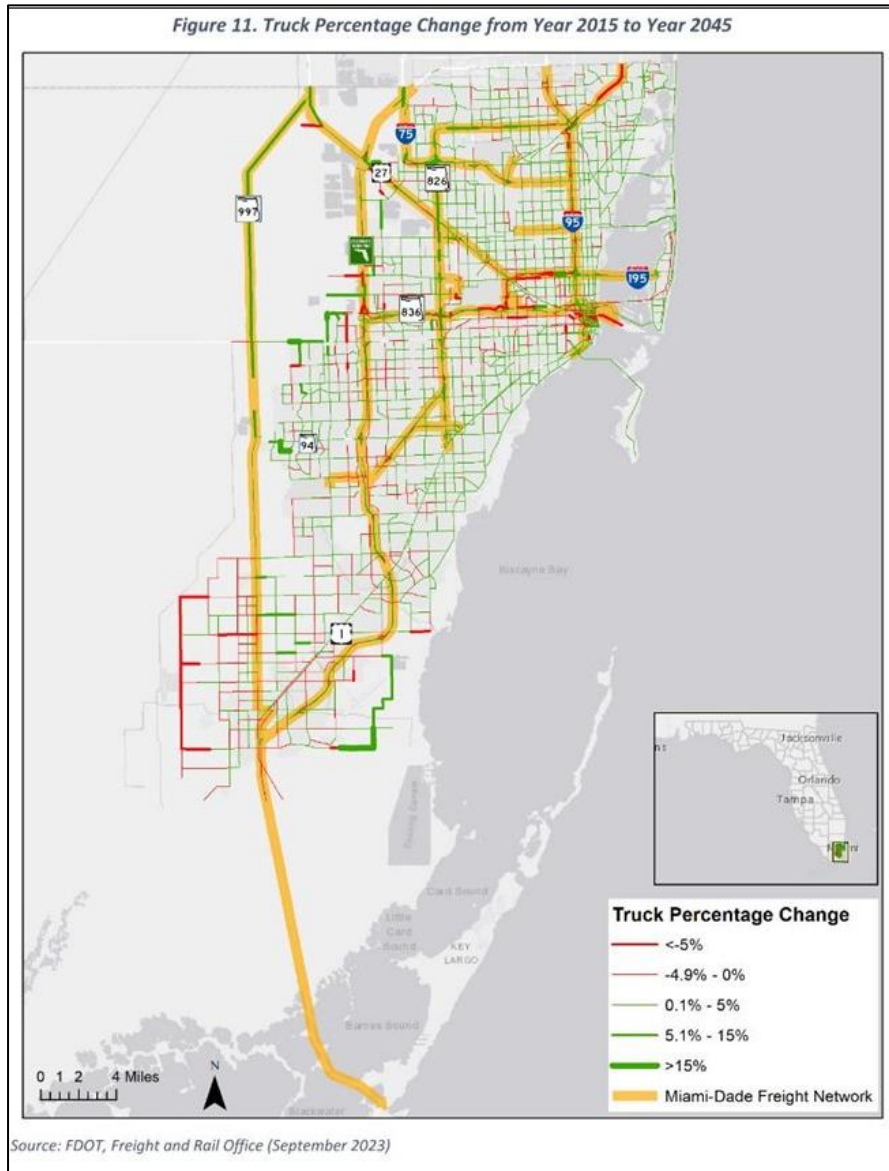 Figure 11. Truck Percentage Change from Year 2015 to Year 2045
75
27
826
997
95
195
836
94
Biscayne Bay
1
Jacksonville
Orlando
Tampa
Card Sound
Little
Card
Sound
KEY
LARGO
Barnes Sound
Blackwater
Truck Percentage Change
<-5%
-4.9% - 0%
0.1% - 5%
5.1% - 15%
>15%
Miami-Dade Freight Network
0 1 2 4 Miles
N
Source: FDOT, Freight and Rail Office (September 2023)